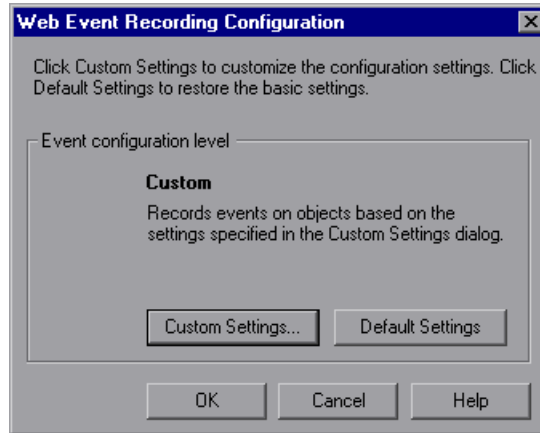 Web Event Recording Configuration
Click Custom Settings to customize the configuration settings. Click
Default Settings to restore the basic settings.
Event configuration level
Custom
Records events on objects based on the
settings specified in the Custom Settings dialog.
Custom Settings... Default Settings
OK Cancel Help